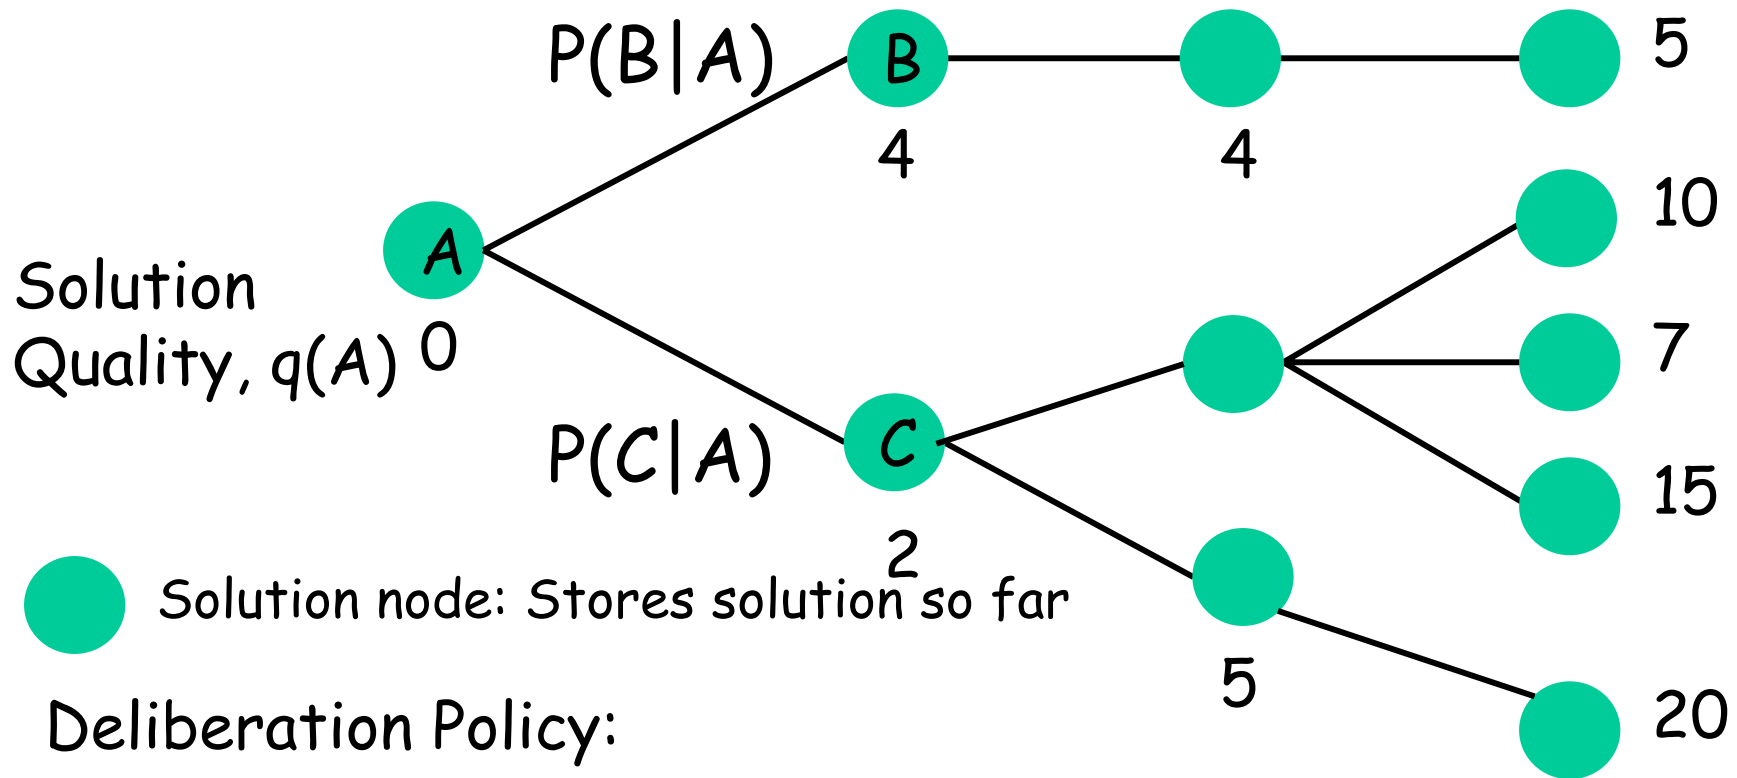 P(B|A)
B
5
4
4
10
A
Solution
Quality, q(A)
0
7
P(C|A)
C
15
2
Solution node: Stores solution so far
5
20
Deliberation Policy: